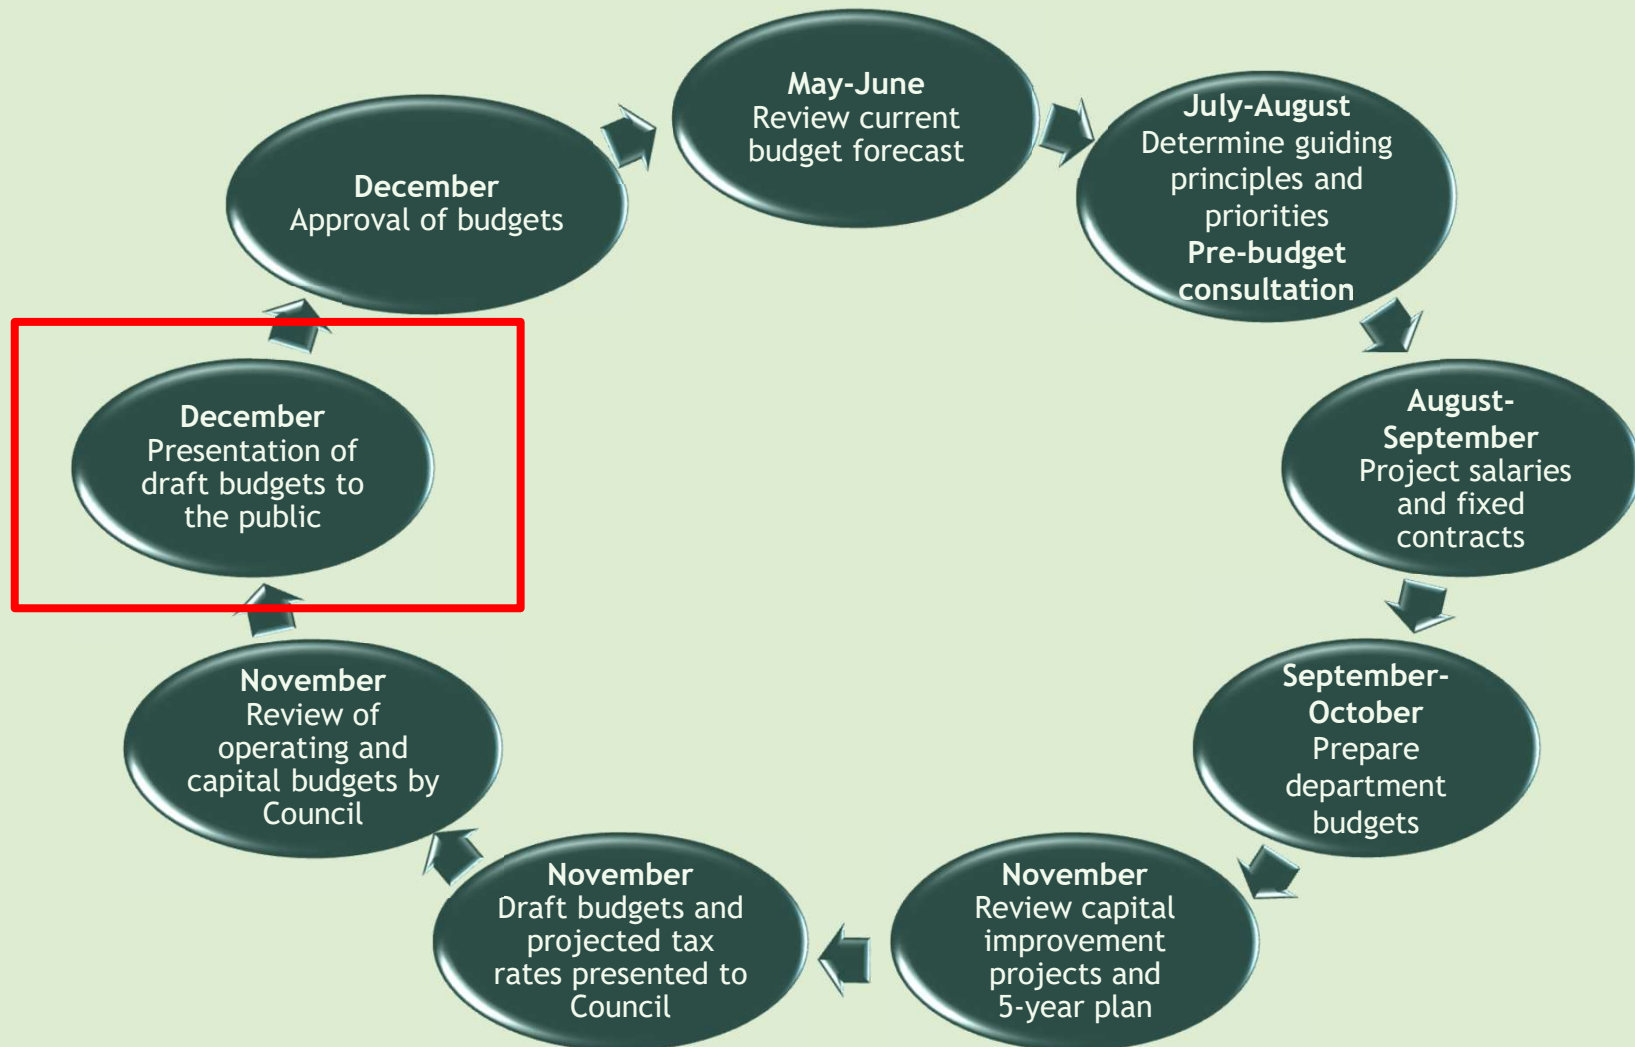 May-June
Review current
budget forecast
July-August
Determine guiding
principles and
priorities
Pre-budget
consultation
August-
September
Project salaries
and fixed
contracts
September-
October
Prepare
department
budgets
November
Review capital
improvement
projects and
5-year plan
November
Draft budgets and
projected tax
rates presented to
Council
November
Review of
operating and
capital budgets by
Council
December
Presentation of
draft budgets to
the public
December
Approval of budgets